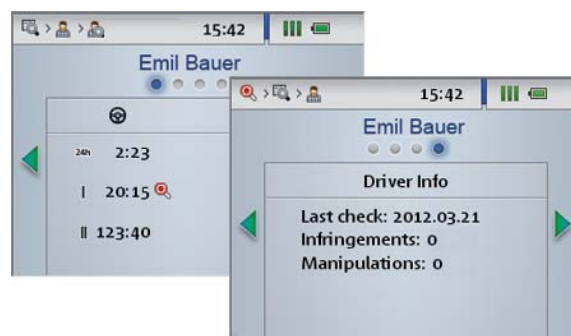 15:42
Emil Bauer
24h 2:23
I 20:15
II 123:40
15:42
Emil Bauer
Driver Info
Last check: 2012.03.21
Infringements: 0
Manipulations: 0